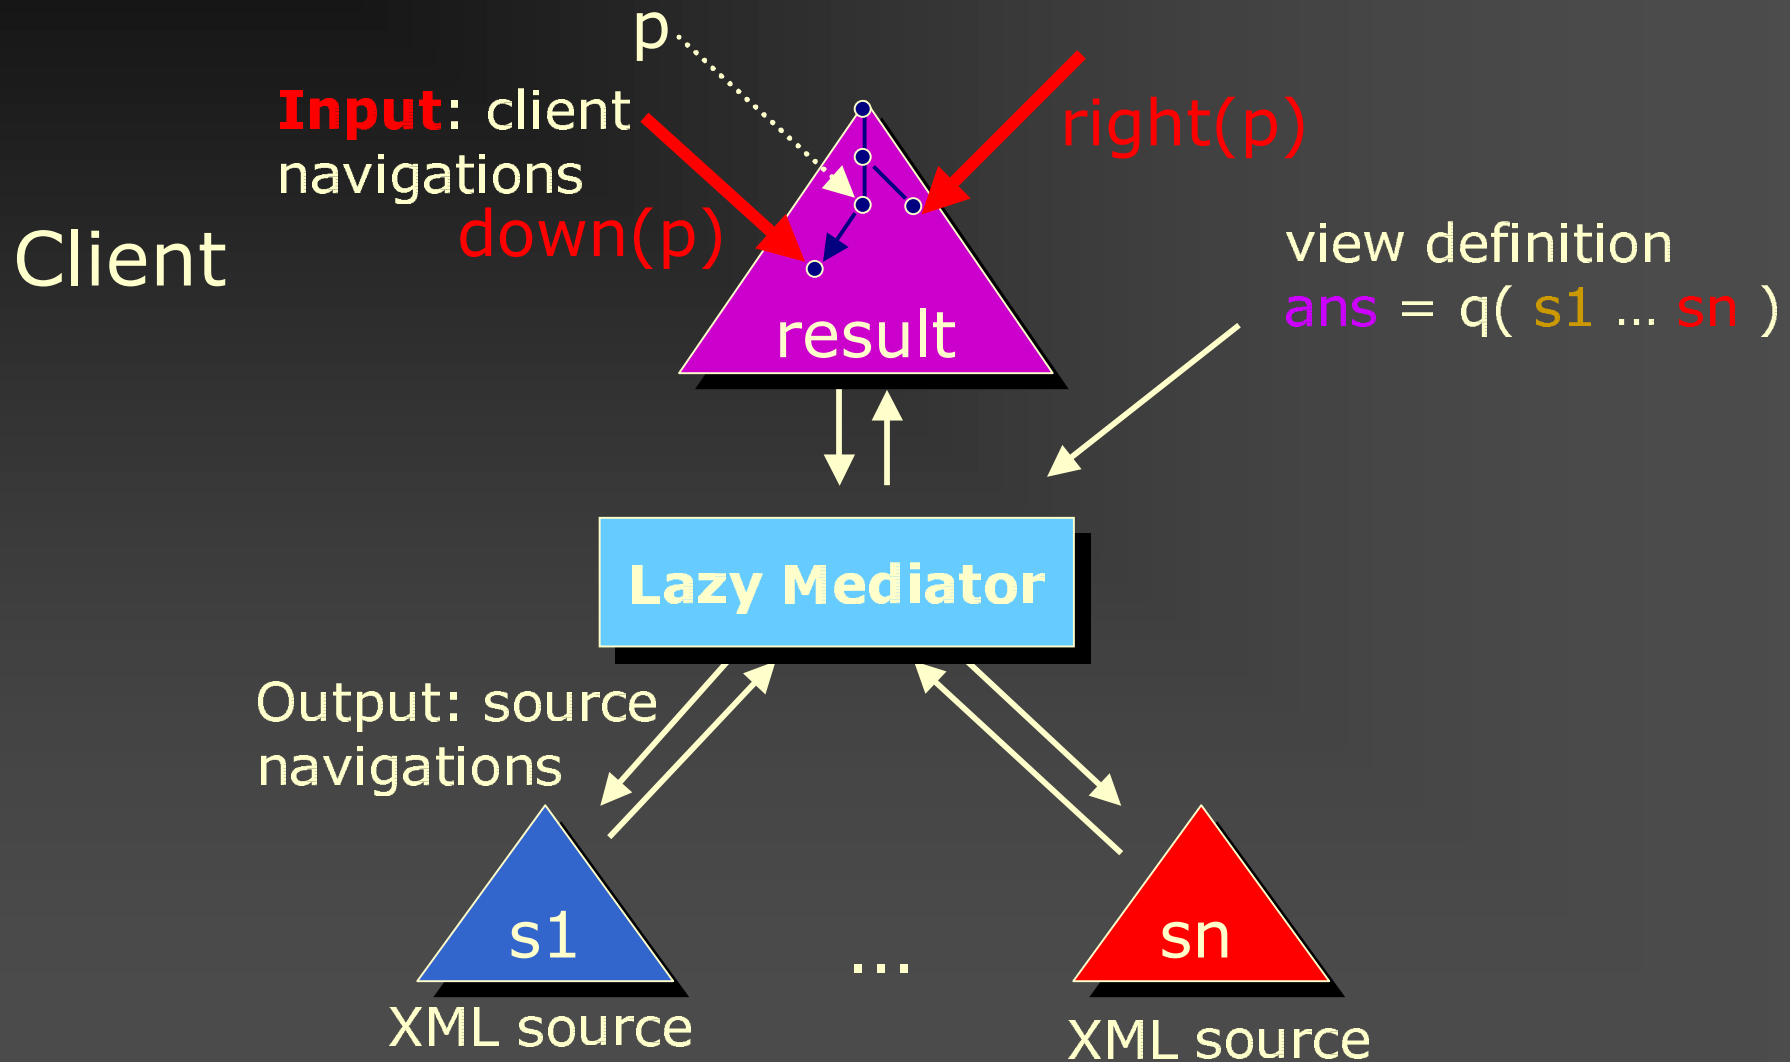 p
Input: client
navigations
right(p)
down(p)
Client
view definition
ans = q( s1 ... sn )
result
Lazy Mediator
Output: source
navigations
s1
...
sn
XML source
XML source